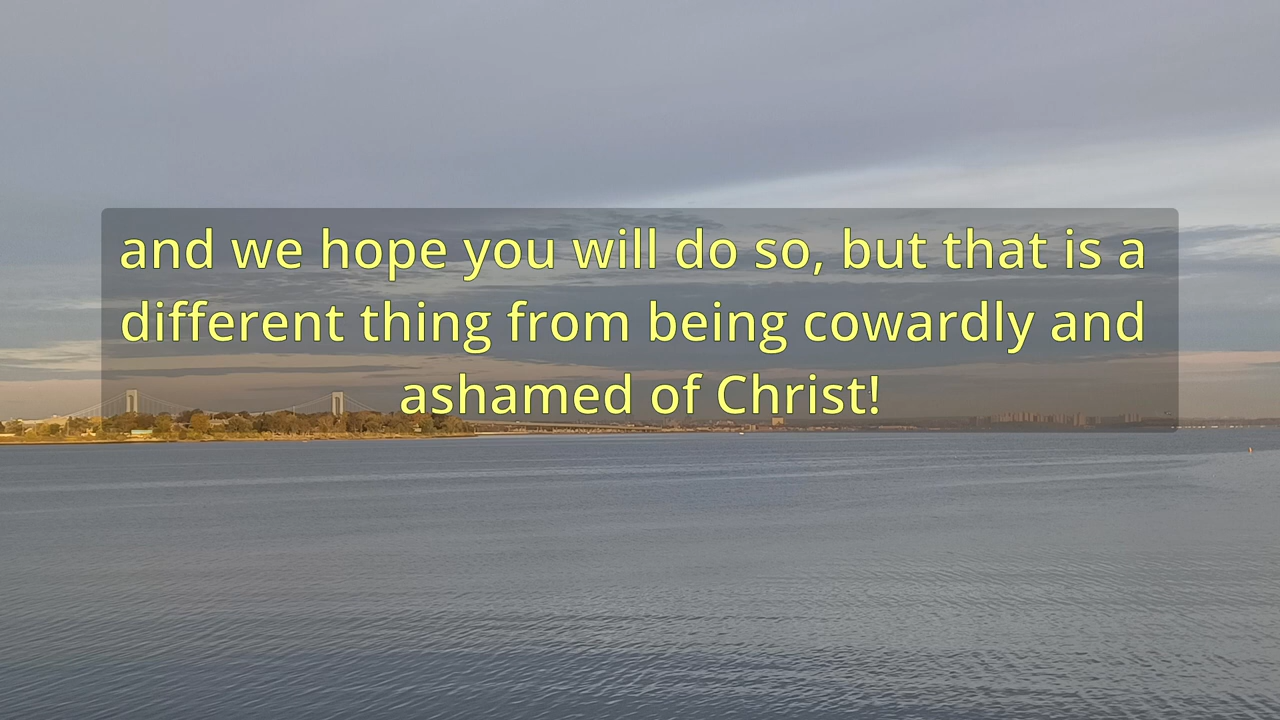 and we hope you will do so, but that is a
different thing from being cowardly and
ashamed of Christ!